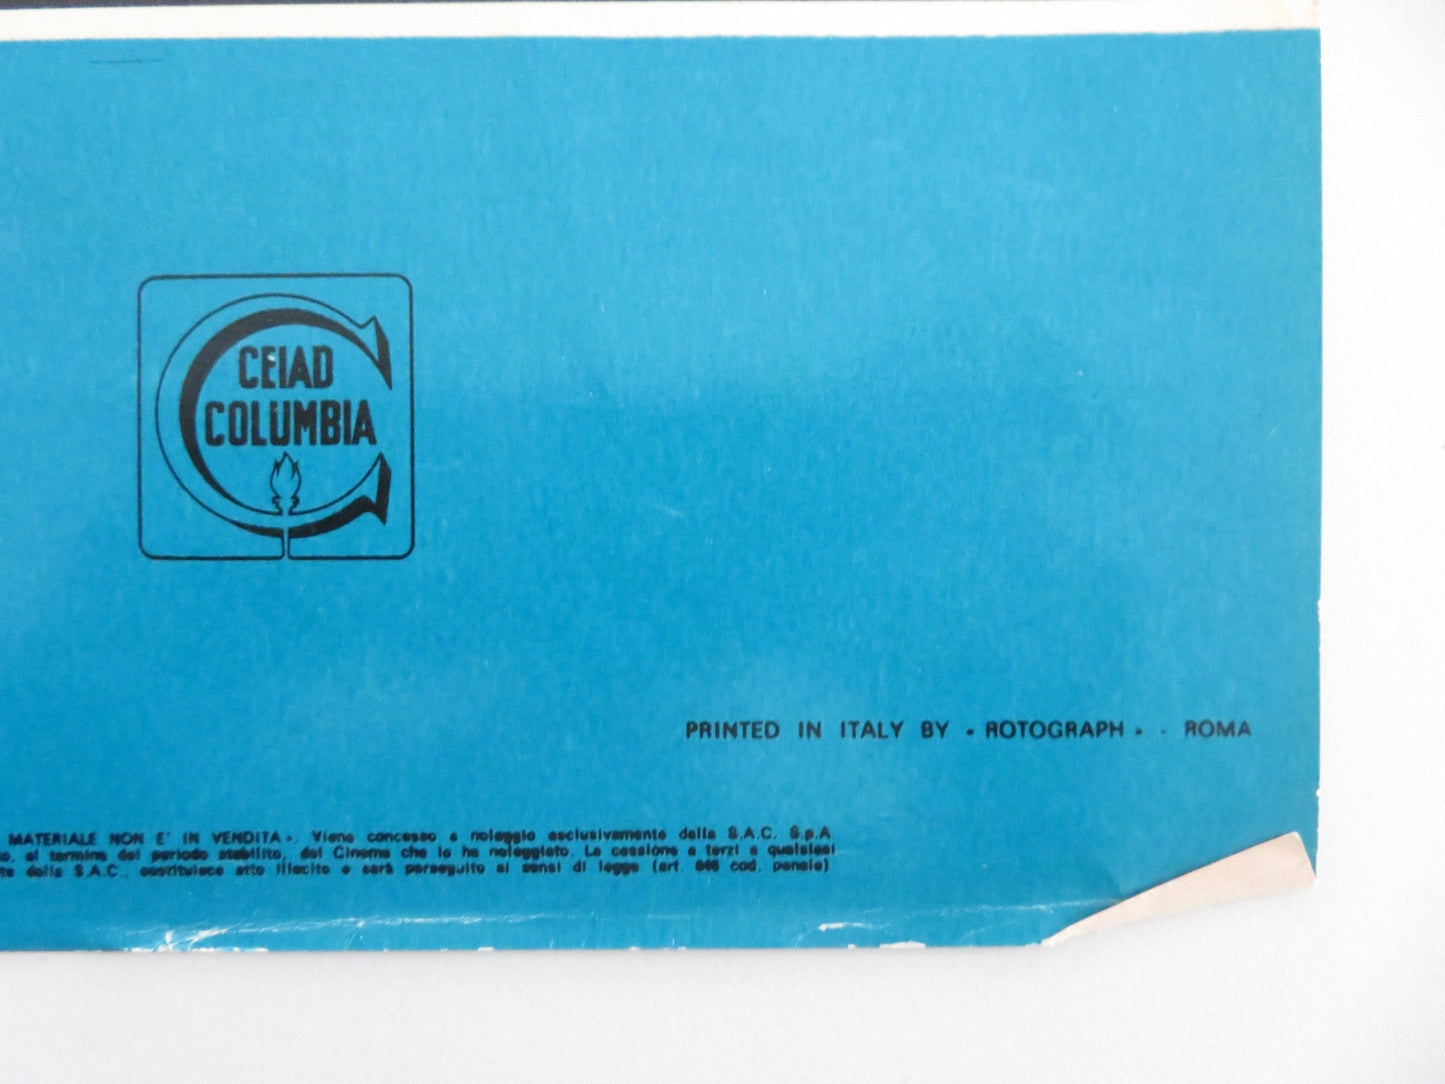 CEIAD
COLUMBIA
PRINTED IN ITALY BY « ROTOGRAPH » - ROMA
MATERIALE NON E' IN VENDITA ». Viene concesso a noleggio esclusivamente dalla S.A.C. S.p.A.
al termine del periodo stabilito, dal Cinema che lo ha noleggiato. La cessione a terzi a qualsiasi
della S.A.C., costituisce atto illecito e sarà perseguito ai sensi di legge (art. 646 cod. penale)